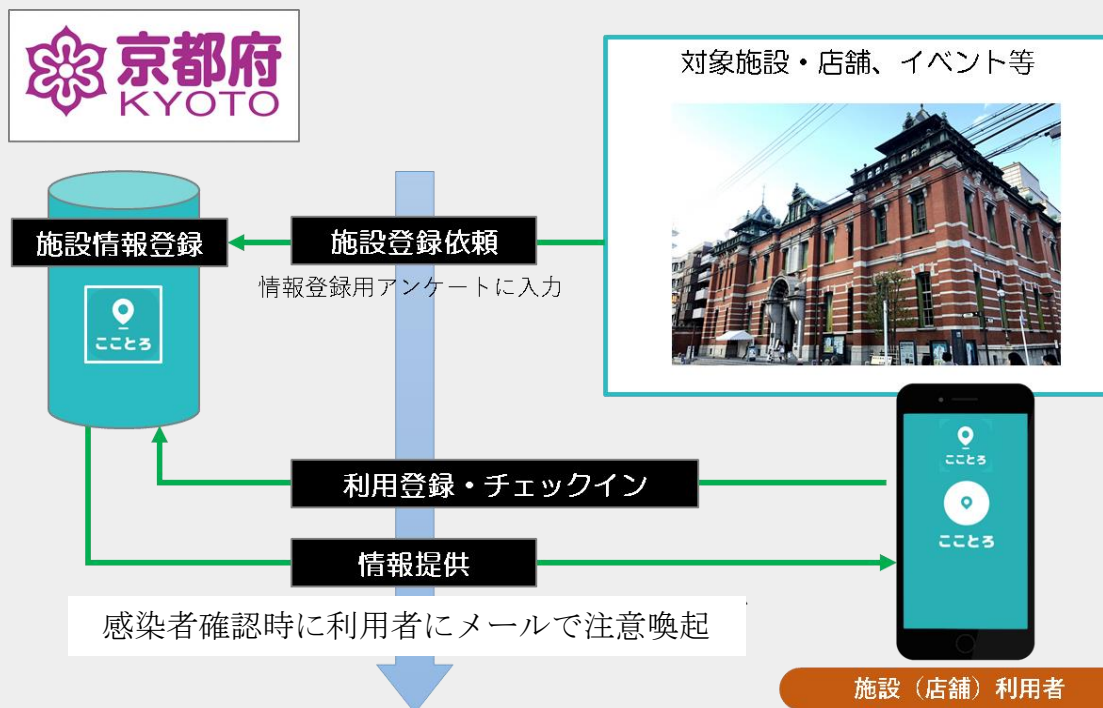 京都府
KYOTO
対象施設・店舗、イベント等
施設情報登録
施設登録依頼
情報登録用アンケートに入力
こことろ
利用登録・チェックイン
こことろ
こことろ
情報提供
感染者確認時に利用者にメールで注意喚起
施設（店舗）利用者